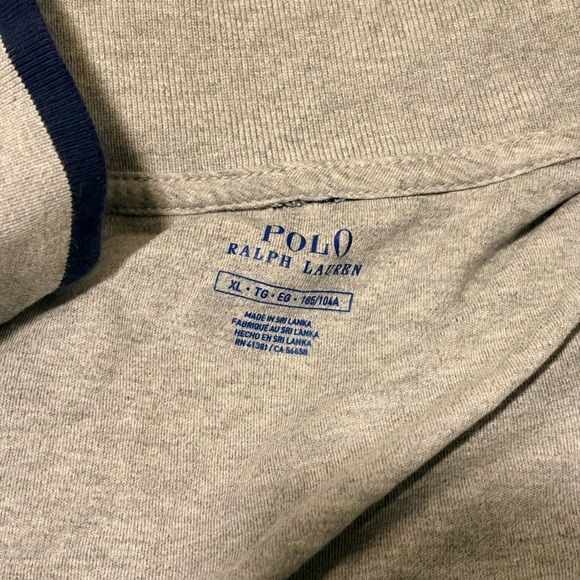 POLO
RALPH LAUREN
XL • TG • EG • 185/104A
MADE IN SRI LANKA
FABRIQUÉ AU SRI LANKA
HECHO EN SRI LANKA
RN 41381 / CA 56658